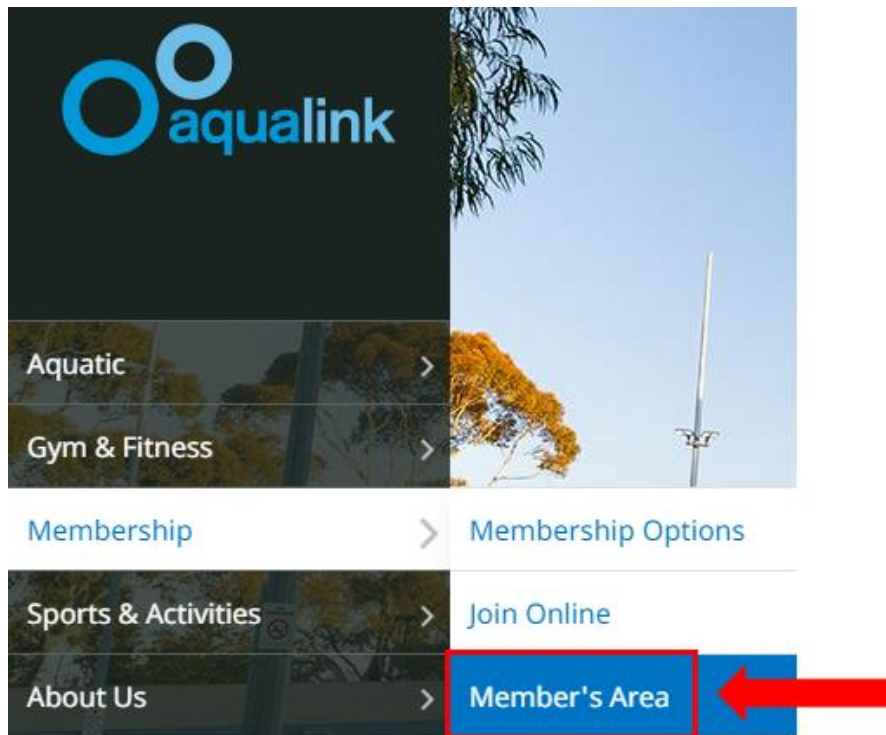 aqualink
Aquatic
Gym & Fitness
Membership
Membership Options
Sports & Activities
Join Online
About Us
Member's Area